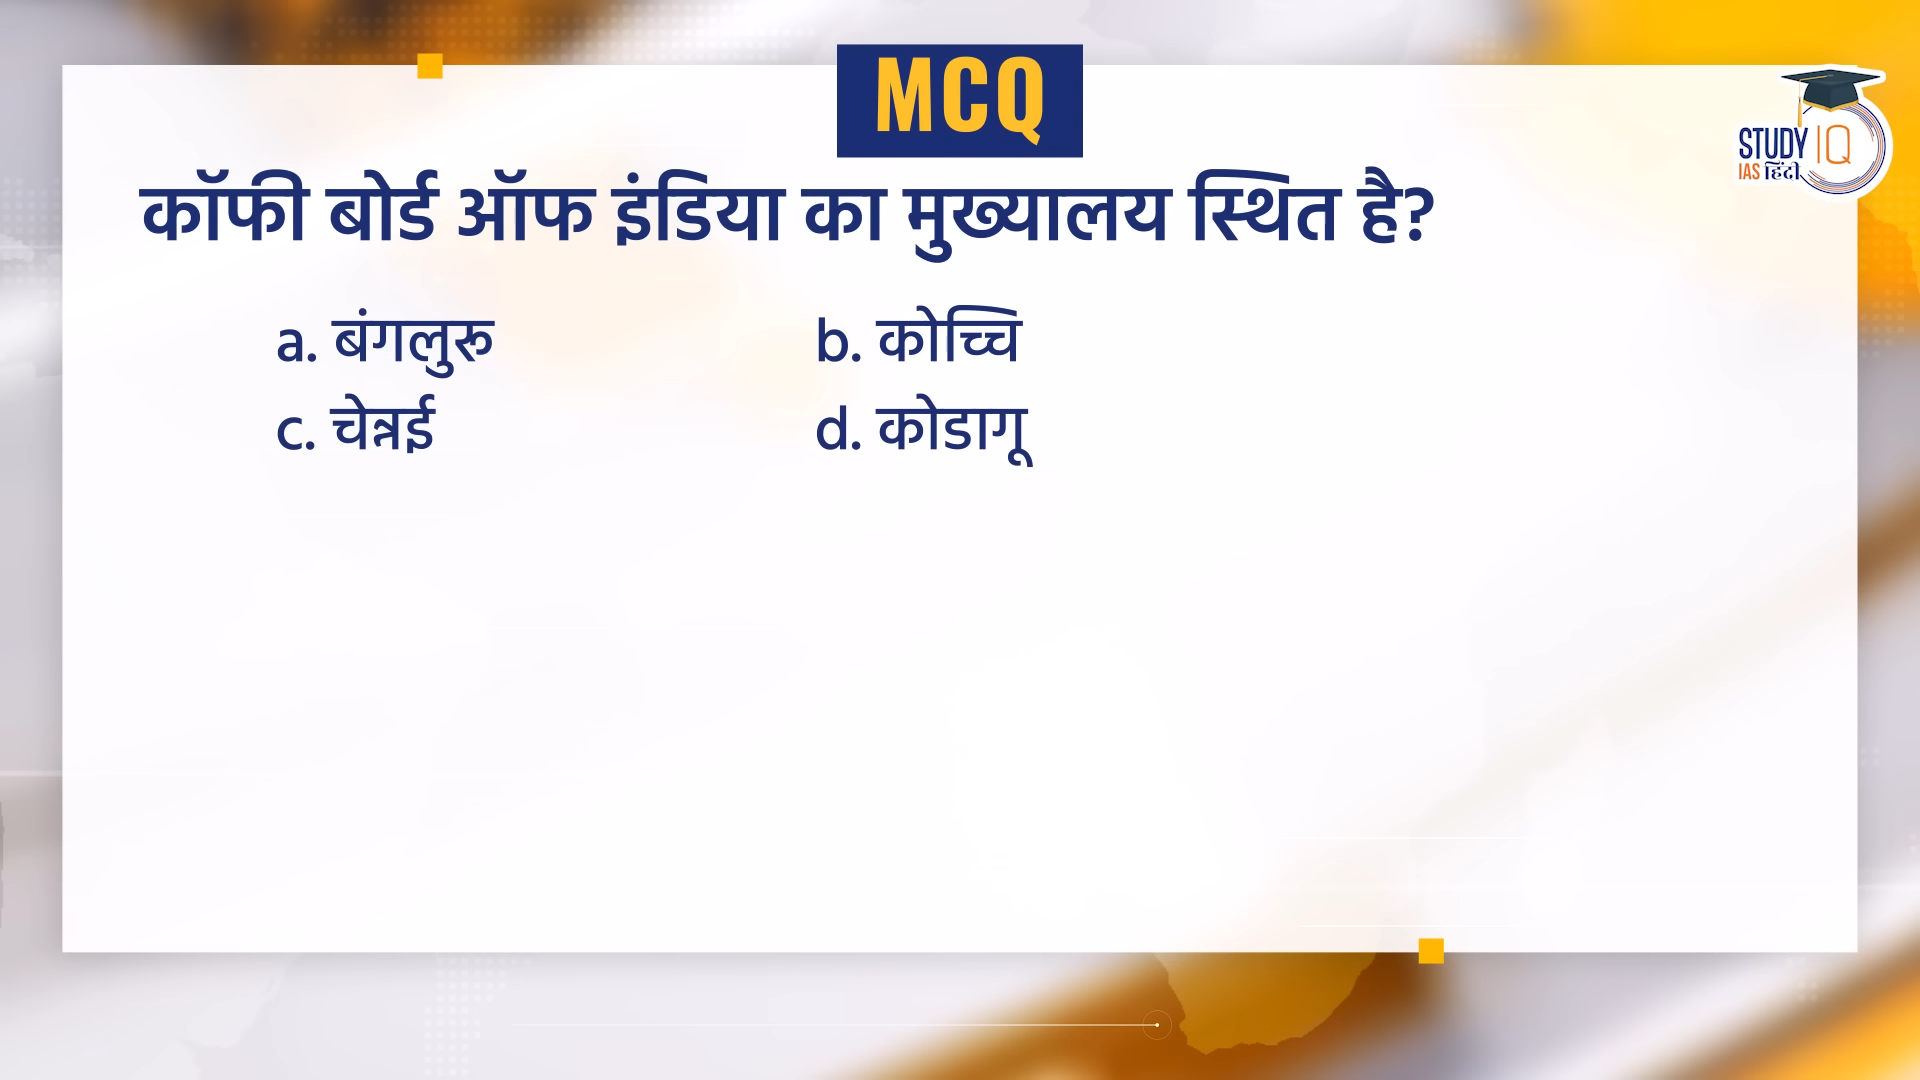 MCQ
STUDY IQ
IAS हिंदी
कॉफी बोर्ड ऑफ इंडिया का मुख्यालय स्थित है?
a. बंगलुरू b. कोच्चि
c. चेन्नई d. कोडागू